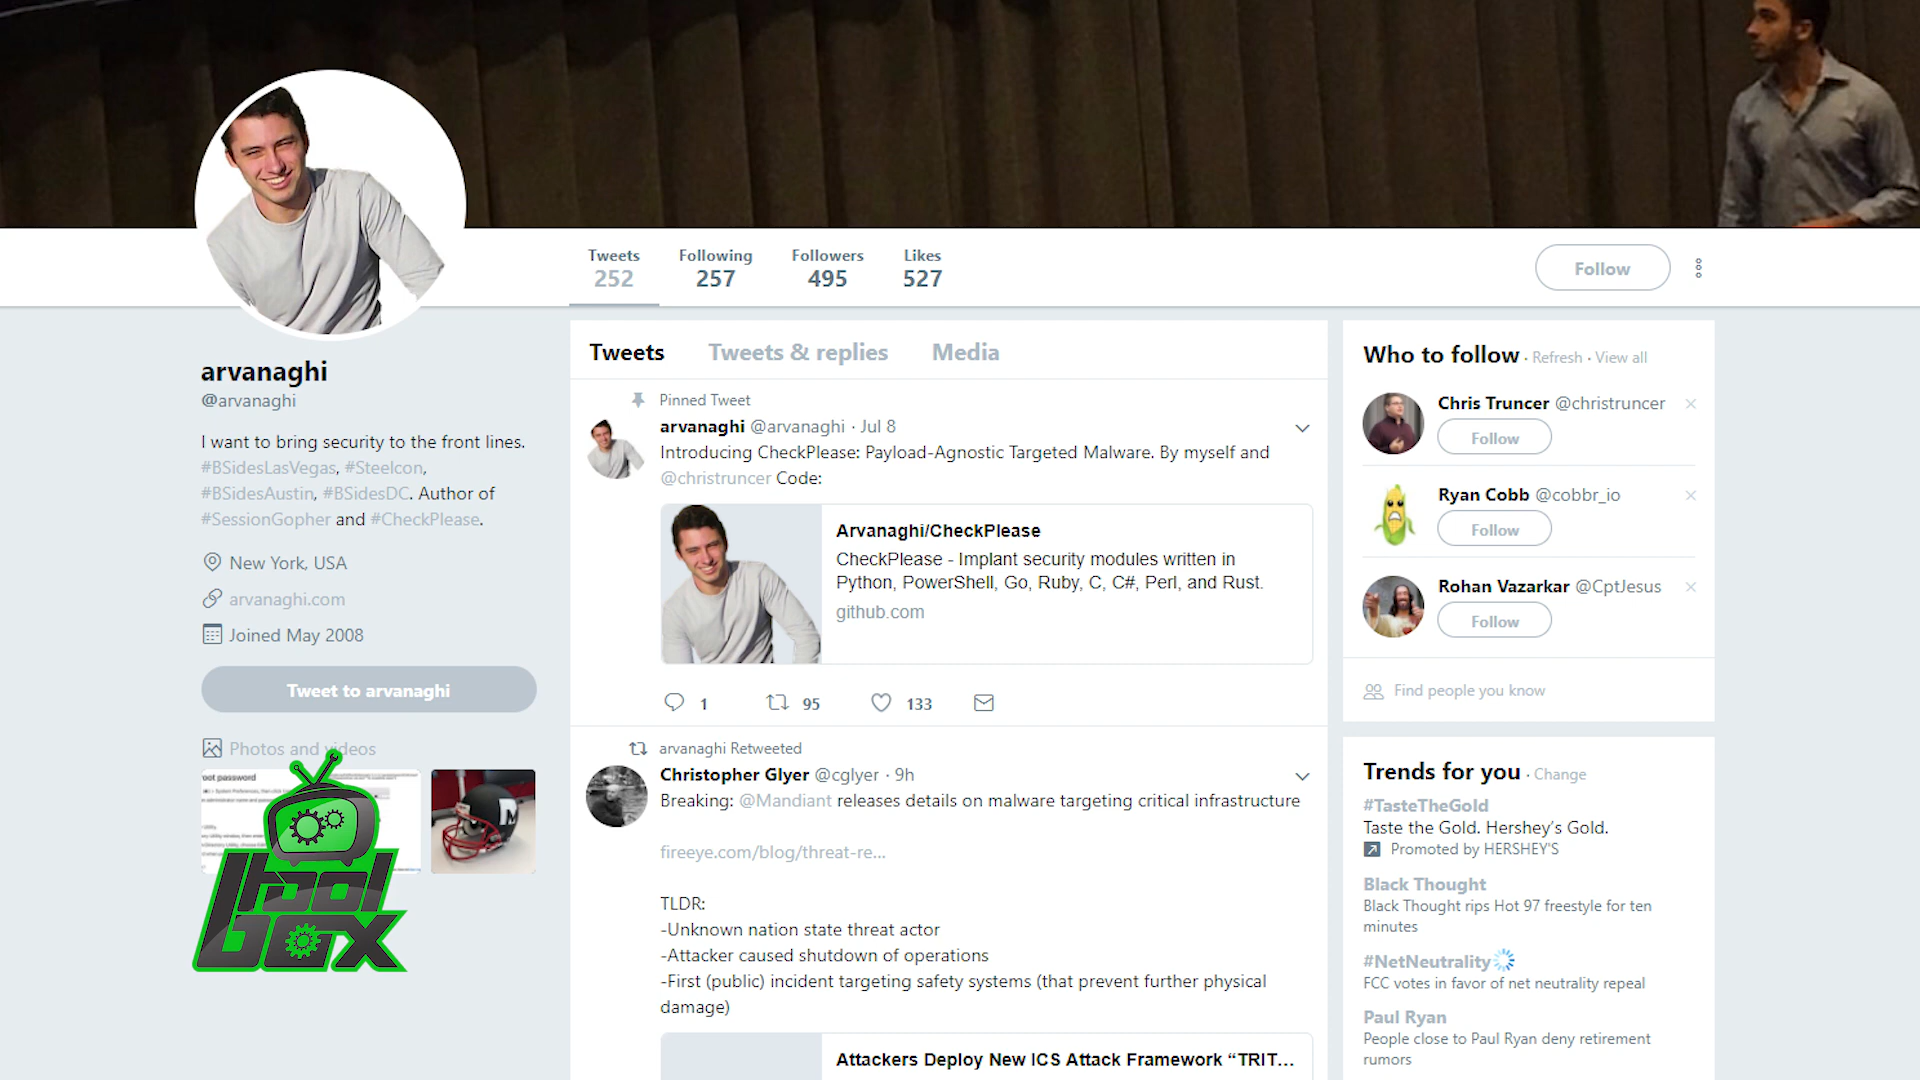 Tweets
252
Following
257
Followers
495
Likes
527
Follow
arvanaghi
@arvanaghi
I want to bring security to the front lines.
#BSidesLasVegas, #Steelcon,
#BSidesAustin, #BSidesDC. Author of
#SessionGopher and #CheckPlease.
New York, USA
arvanaghi.com
Joined May 2008
Tweet to arvanaghi
Photos and videos
root password
tool
box
Tweets Tweets & replies Media
Pinned Tweet
arvanaghi @arvanaghi · Jul 8
Introducing CheckPlease: Payload-Agnostic Targeted Malware. By myself and
@christruncer Code:
Arvanaghi/CheckPlease
CheckPlease - Implant security modules written in
Python, PowerShell, Go, Ruby, C, C#, Perl, and Rust.
github.com
1 95 133
arvanaghi Retweeted
Christopher Glyer @cglyer · 9h
Breaking: @Mandiant releases details on malware targeting critical infrastructure
fireeye.com/blog/threat-re...
TLDR:
-Unknown nation state threat actor
-Attacker caused shutdown of operations
-First (public) incident targeting safety systems (that prevent further physical
damage)
Attackers Deploy New ICS Attack Framework “TRIT...
Who to follow · Refresh · View all
Chris Truncer @christruncer
Follow
Ryan Cobb @cobbr_io
Follow
Rohan Vazarkar @CptJesus
Follow
Find people you know
Trends for you · Change
#TasteTheGold
Taste the Gold. Hershey’s Gold.
Promoted by HERSHEY'S
Black Thought
Black Thought rips Hot 97 freestyle for ten
minutes
#NetNeutrality
FCC votes in favor of net neutrality repeal
Paul Ryan
People close to Paul Ryan deny retirement
rumors